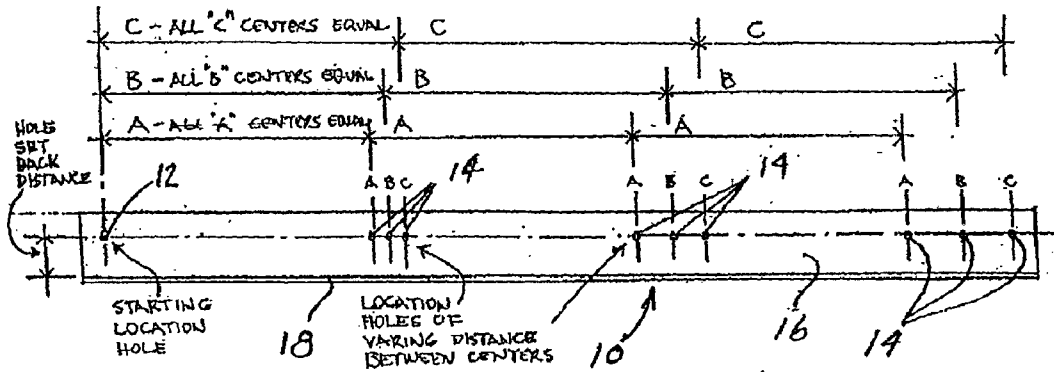 C - ALL "C" CENTERS EQUAL C C
B - ALL "B" CENTERS EQUAL B B
A - ALL "A" CENTERS EQUAL A A
HOLE
SET
BACK
DISTANCE
12
A B C
14
A B C
14
A B C
STARTING
LOCATION
HOLE
18
LOCATION
HOLES OF
VARING DISTANCE
BETWEEN CENTERS
10
16
14